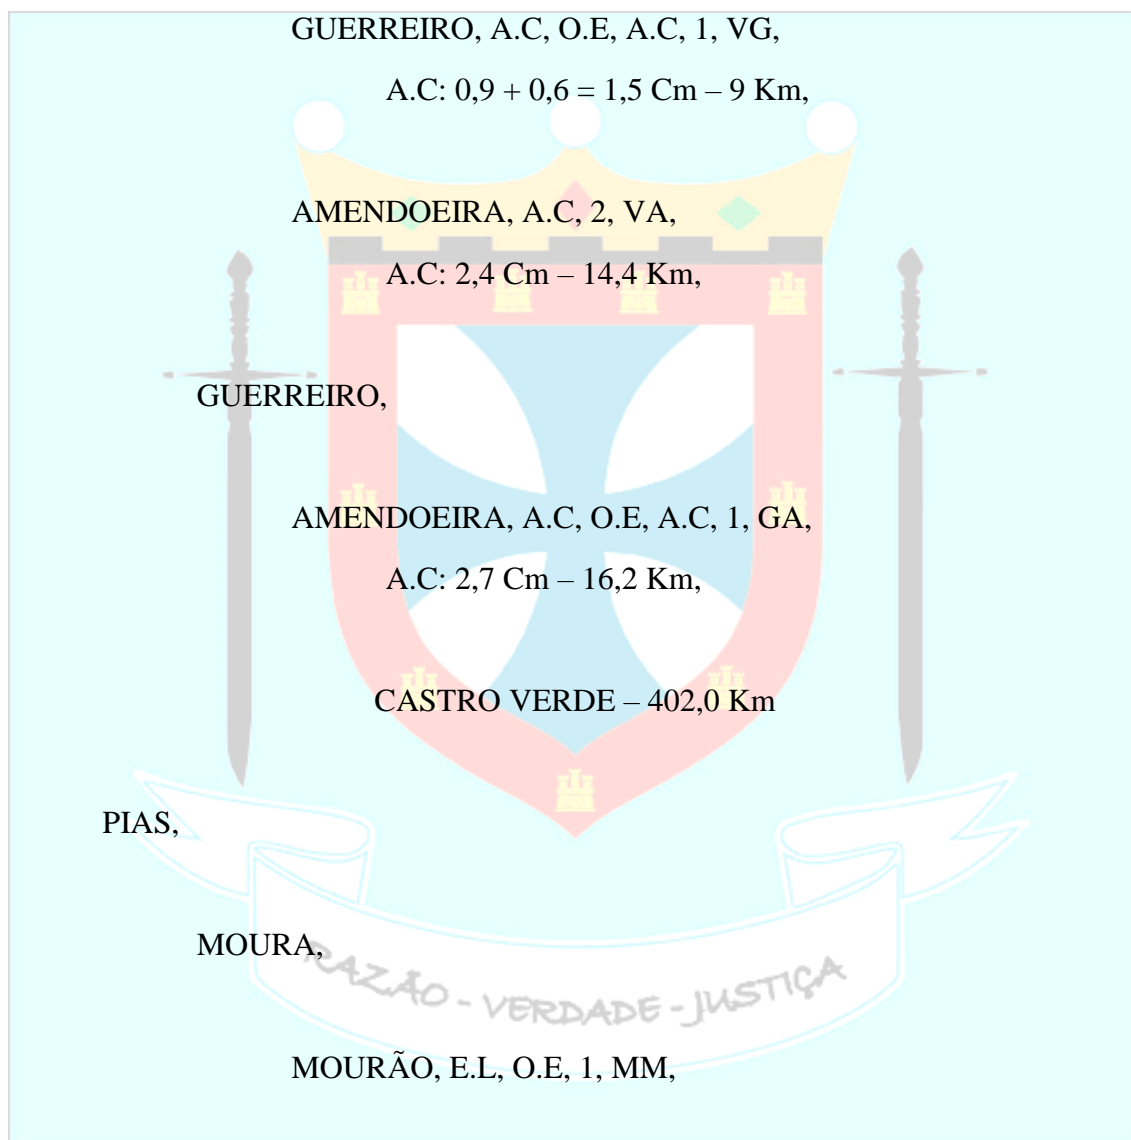 GUERREIRO, A.C, O.E, A.C, 1, VG,
A.C: 0,9 + 0,6 = 1,5 Cm – 9 Km,
AMENDOEIRA, A.C, 2, VA,
A.C: 2,4 Cm – 14,4 Km,
GUERREIRO,
AMENDOEIRA, A.C, O.E, A.C, 1, GA,
A.C: 2,7 Cm – 16,2 Km,
CASTRO VERDE – 402,0 Km
PIAS,
MOURA,
RAZÃO - VERDADE - JUSTIÇA
MOURÃO, E.L, O.E, 1, MM,